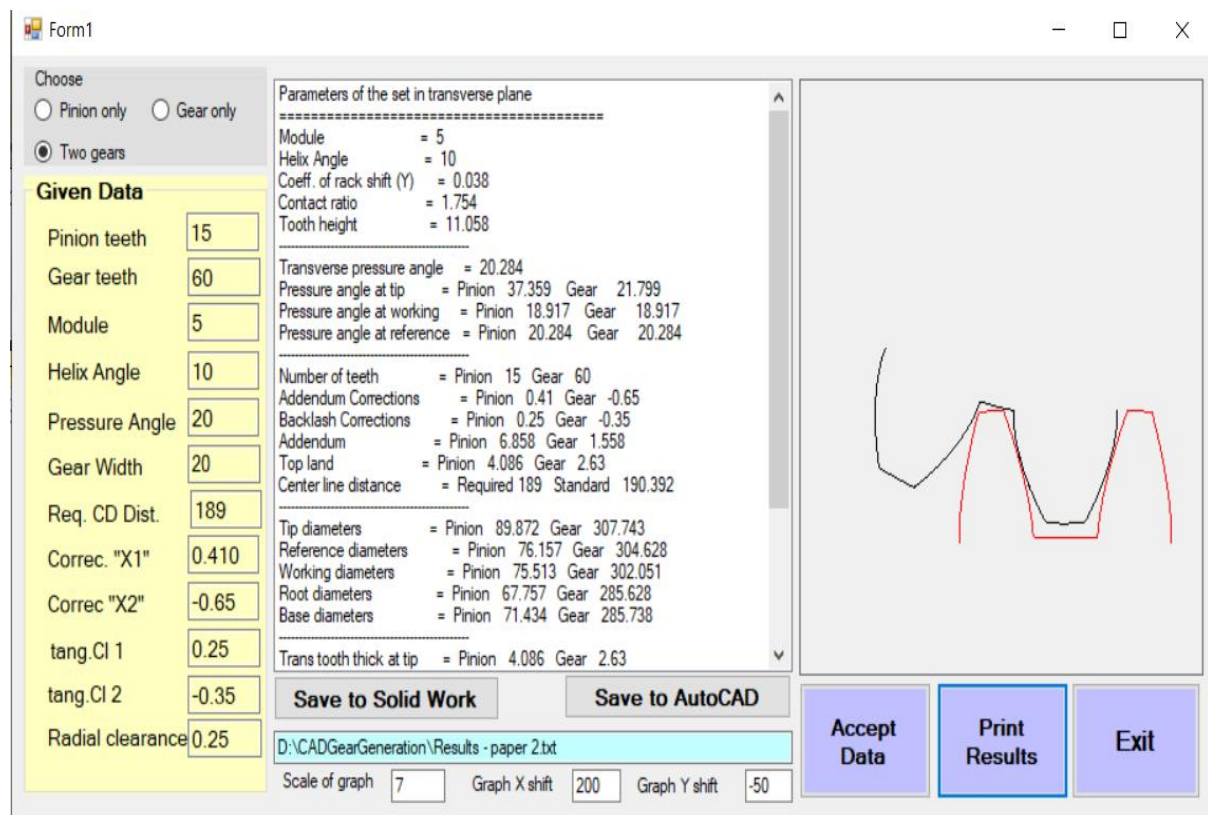 Form1
Choose
Pinion only Gear only
Two gears
Given Data
Pinion teeth 15
Gear teeth 60
Module 5
Helix Angle 10
Pressure Angle 20
Gear Width 20
Req. CD Dist. 189
Correc. "X1" 0.410
Correc "X2" -0.65
tang.Cl 1 0.25
tang.Cl 2 -0.35
Radial clearance 0.25
Parameters of the set in transverse plane
=========================================
Module = 5
Helix Angle = 10
Coeff. of rack shift (Y) = 0.038
Contact ratio = 1.754
Tooth height = 11.058
--------------------------------------------------
Transverse pressure angle = 20.284
Pressure angle at tip = Pinion 37.359 Gear 21.799
Pressure angle at working = Pinion 18.917 Gear 18.917
Pressure angle at reference = Pinion 20.284 Gear 20.284
--------------------------------------------------
Number of teeth = Pinion 15 Gear 60
Addendum Corrections = Pinion 0.41 Gear -0.65
Backlash Corrections = Pinion 0.25 Gear -0.35
Addendum = Pinion 6.858 Gear 1.558
Top land = Pinion 4.086 Gear 2.63
Center line distance = Required 189 Standard 190.392
--------------------------------------------------
Tip diameters = Pinion 89.872 Gear 307.743
Reference diameters = Pinion 76.157 Gear 304.628
Working diameters = Pinion 75.513 Gear 302.051
Root diameters = Pinion 67.757 Gear 285.628
Base diameters = Pinion 71.434 Gear 285.738
--------------------------------------------------
Trans tooth thick at tip = Pinion 4.086 Gear 2.63
Save to Solid Work Save to AutoCAD
D:\CADGearGeneration\Results - paper 2.txt
Scale of graph 7 Graph X shift 200 Graph Y shift -50
Accept Data
Print Results
Exit